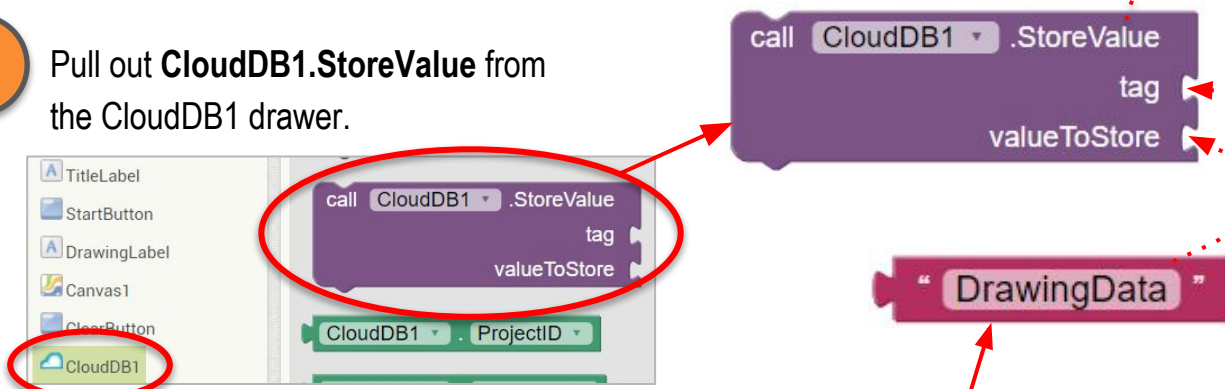 Pull out CloudDB1.StoreValue from
the CloudDB1 drawer.
TitleLabel
StartButton
DrawingLabel
Canvas1
ClearButton
CloudDB1
call CloudDB1 .StoreValue
tag
valueToStore
CloudDB1 . ProjectID
call CloudDB1 .StoreValue
tag
valueToStore
“ DrawingData ”